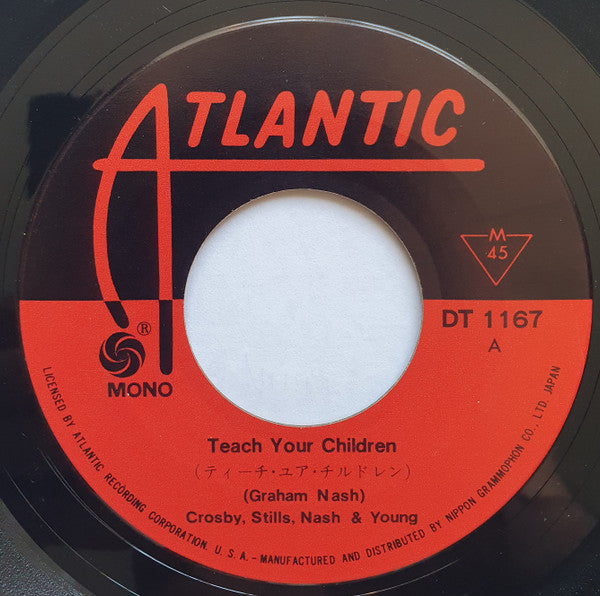 ATLANTIC
M
45
DT 1167
A
®
MONO
Teach Your Children
(ティーチ・ユア・チルドレン)
(Graham Nash)
Crosby, Stills, Nash & Young
LICENSED BY ATLANTIC RECORDING CORPORATION, U. S. A. – MANUFACTURED AND DISTRIBUTED BY NIPPON GRAMMOPHON CO., LTD. JAPAN